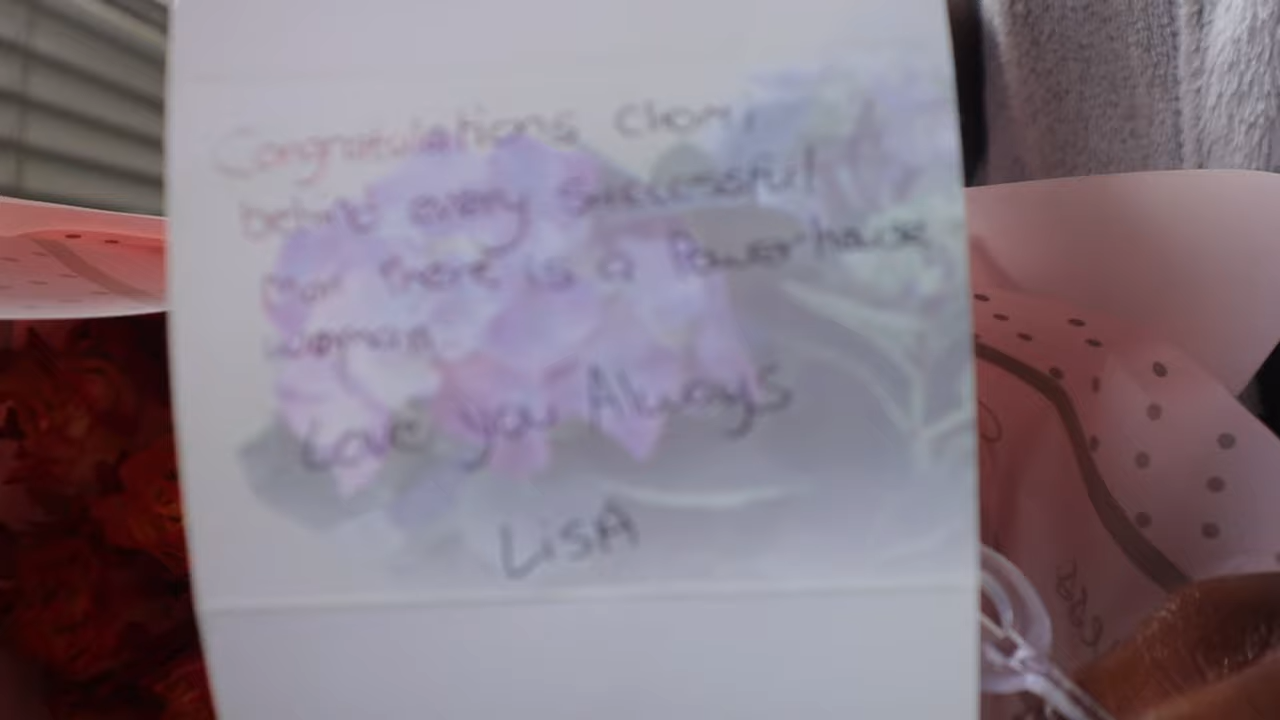 Congratulations
behind every successful
man there is a Powerhouse
woman
Love you Always
LiSA